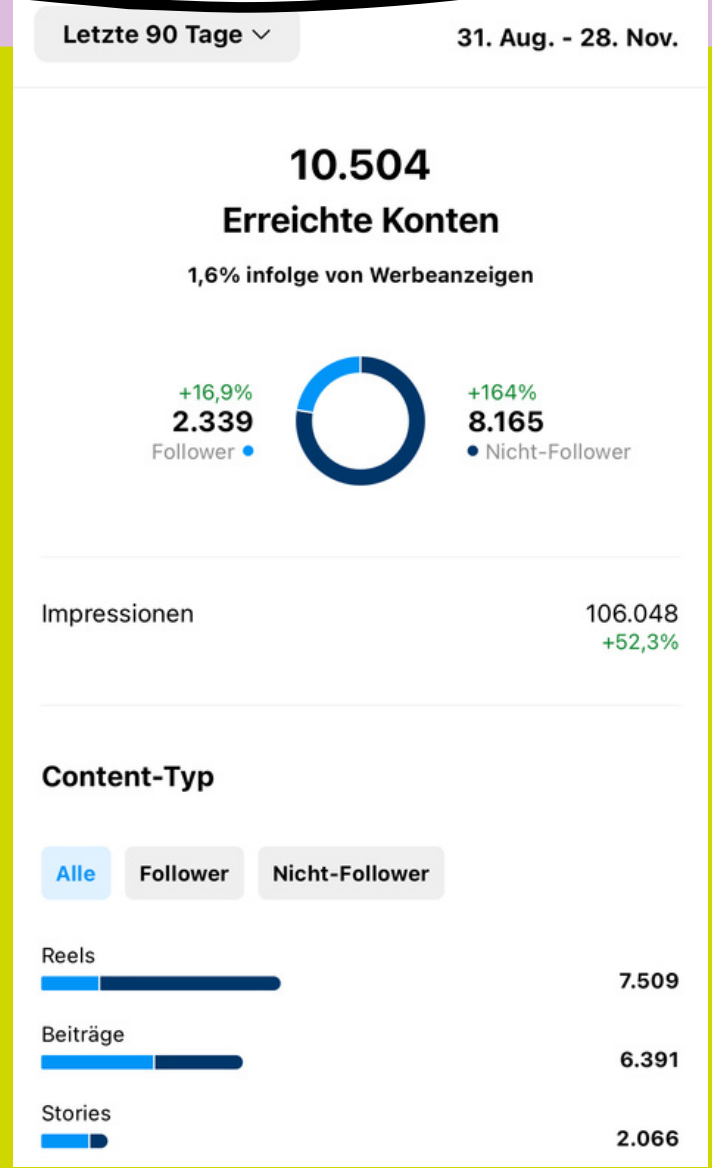 Letzte 90 Tage
31. Aug. - 28. Nov.
10.504
Erreichte Konten
1,6% infolge von Werbeanzeigen
+16,9%
2.339
Follower
+164%
8.165
Nicht-Follower
Impressionen
106.048
+52,3%
Content-Typ
Alle
Follower
Nicht-Follower
Reels
7.509
Beiträge
6.391
Stories
2.066